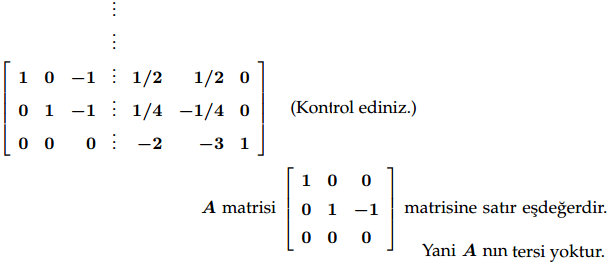 ⋮
⋮
[ 1 0 −1 ⋮ 1/2 1/2 0 ]
[ 0 1 −1 ⋮ 1/4 −1/4 0 ] (Kontrol ediniz.)
[ 0 0 0 ⋮ −2 −3 1 ]
[ 1 0 0 ]
A matrisi [ 0 1 −1 ] matrisine satır eşdeğerdir.
[ 0 0 0 ]
Yani A nın tersi yoktur.